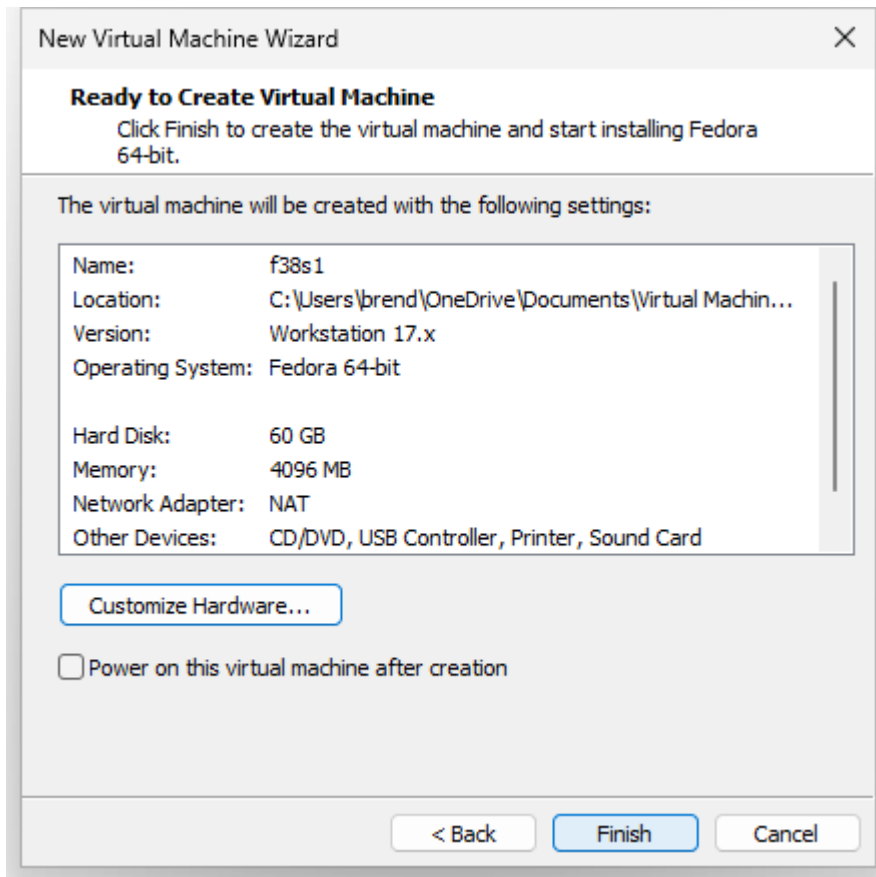 New Virtual Machine Wizard
Ready to Create Virtual Machine
Click Finish to create the virtual machine and start installing Fedora
64-bit.
The virtual machine will be created with the following settings:
Name: f38s1
Location: C:\Users\brend\OneDrive\Documents\Virtual Machin...
Version: Workstation 17.x
Operating System: Fedora 64-bit
Hard Disk: 60 GB
Memory: 4096 MB
Network Adapter: NAT
Other Devices: CD/DVD, USB Controller, Printer, Sound Card
Customize Hardware...
Power on this virtual machine after creation
< Back Finish Cancel